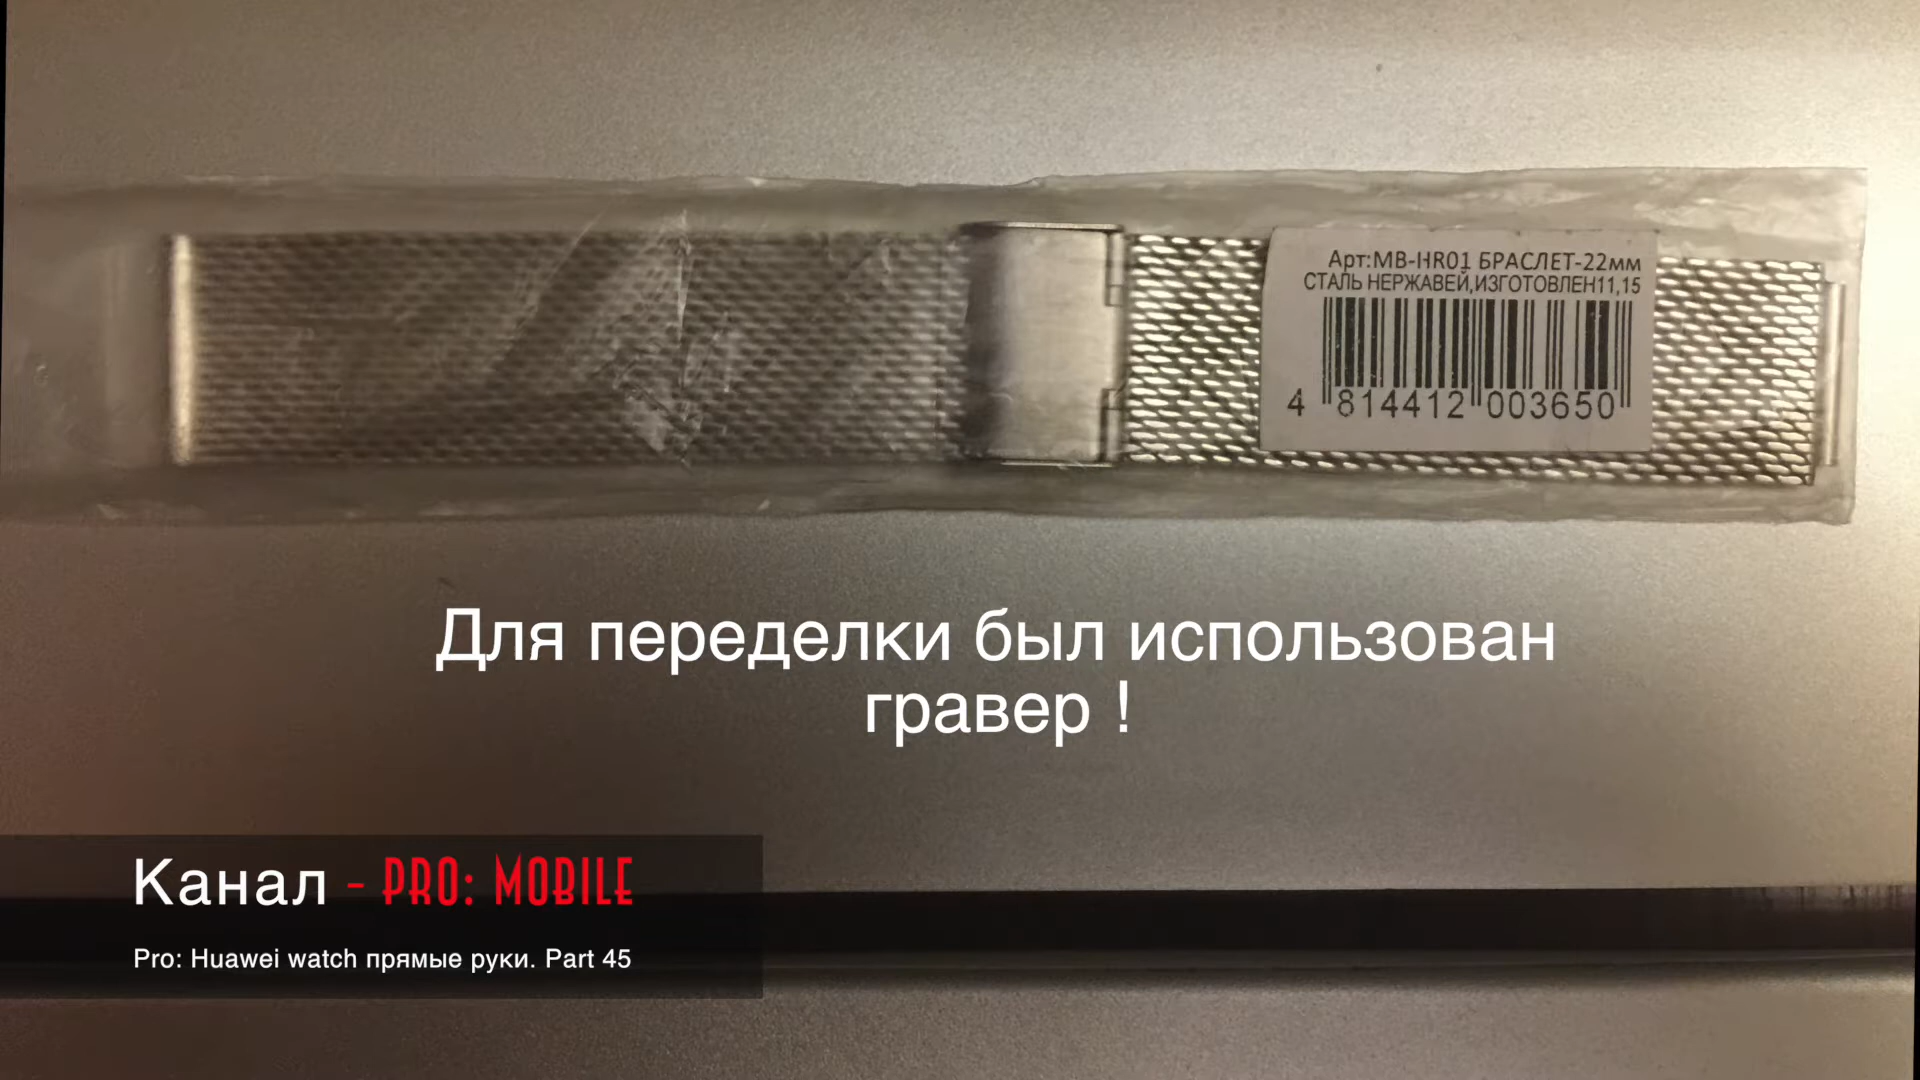 Арт:MB-HR01 БРАСЛЕТ-22мм
СТАЛЬ НЕРЖАВЕЙ,ИЗГОТОВЛЕН11,15
4 814412 003650
Для переделки был использован
гравер !
Канал - PRO: MOBILE
Pro: Huawei watch прямые руки. Part 45